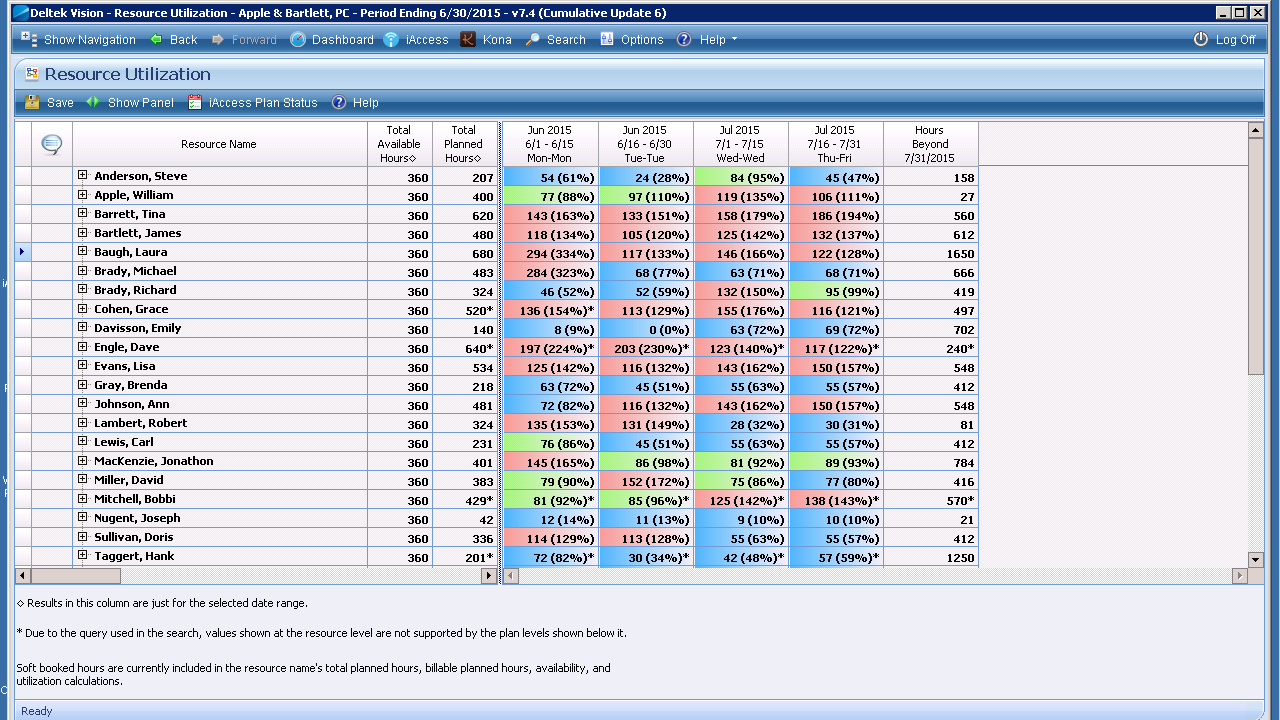 Deltek Vision - Resource Utilization - Apple & Bartlett, PC - Period Ending 6/30/2015 - v7.4 (Cumulative Update 6)
Show Navigation Back Forward Dashboard iAccess Kona Search Options Help Log Off
Resource Utilization
Save Show Panel iAccess Plan Status Help
Resource Name Total Available Hours◇ Total Planned Hours◇ Jun 2015 6/1 - 6/15 Mon-Mon Jun 2015 6/16 - 6/30 Tue-Tue Jul 2015 7/1 - 7/15 Wed-Wed Jul 2015 7/16 - 7/31 Thu-Fri Hours Beyond 7/31/2015
Anderson, Steve 360 207 54 (61%) 24 (28%) 84 (95%) 45 (47%) 158
Apple, William 360 400 77 (88%) 97 (110%) 119 (135%) 106 (111%) 27
Barrett, Tina 360 620 143 (163%) 133 (151%) 158 (179%) 186 (194%) 560
Bartlett, James 360 480 118 (134%) 105 (120%) 125 (142%) 132 (137%) 612
Baugh, Laura 360 680 294 (334%) 117 (133%) 146 (166%) 122 (128%) 1650
Brady, Michael 360 483 284 (323%) 68 (77%) 63 (71%) 68 (71%) 666
Brady, Richard 360 324 46 (52%) 52 (59%) 132 (150%) 95 (99%) 419
Cohen, Grace 360 520* 136 (154%)* 113 (129%) 155 (176%) 116 (121%) 497
Davisson, Emily 360 140 8 (9%) 0 (0%) 63 (72%) 69 (72%) 702
Engle, Dave 360 640* 197 (224%)* 203 (230%)* 123 (140%)* 117 (122%)* 240*
Evans, Lisa 360 534 125 (142%) 116 (132%) 143 (162%) 150 (157%) 548
Gray, Brenda 360 218 63 (72%) 45 (51%) 55 (63%) 55 (57%) 412
Johnson, Ann 360 481 72 (82%) 116 (132%) 143 (162%) 150 (157%) 548
Lambert, Robert 360 324 135 (153%) 131 (149%) 28 (32%) 30 (31%) 81
Lewis, Carl 360 231 76 (86%) 45 (51%) 55 (63%) 55 (57%) 412
MacKenzie, Jonathon 360 401 145 (165%) 86 (98%) 81 (92%) 89 (93%) 784
Miller, David 360 383 79 (90%) 152 (172%) 75 (86%) 77 (80%) 416
Mitchell, Bobbi 360 429* 81 (92%)* 85 (96%)* 125 (142%)* 138 (143%)* 570*
Nugent, Joseph 360 42 12 (14%) 11 (13%) 9 (10%) 10 (10%) 21
Sullivan, Doris 360 336 114 (129%) 113 (128%) 55 (63%) 55 (57%) 412
Taggert, Hank 360 201* 72 (82%)* 30 (34%)* 42 (48%)* 57 (59%)* 1250
◇ Results in this column are just for the selected date range.
* Due to the query used in the search, values shown at the resource level are not supported by the plan levels shown below it.
Soft booked hours are currently included in the resource name's total planned hours, billable planned hours, availability, and
utilization calculations.
Ready